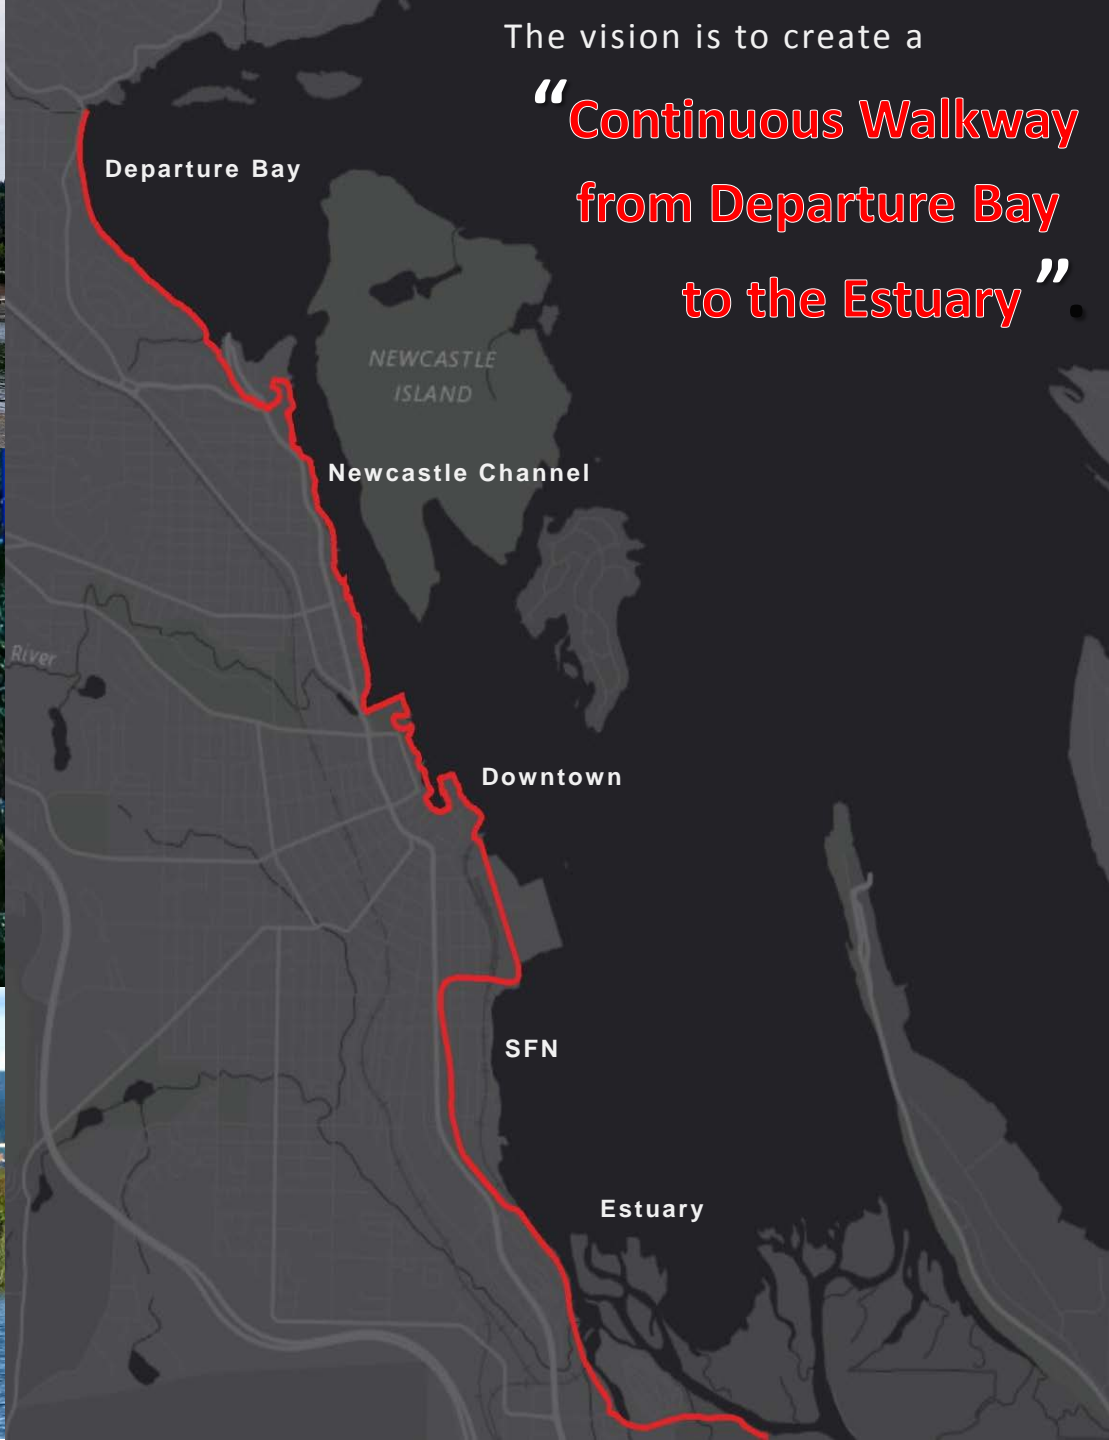 The vision is to create a
“Continuous Walkway
from Departure Bay
to the Estuary”.
Departure Bay
NEWCASTLE
ISLAND
Newcastle Channel
River
Downtown
SFN
Estuary